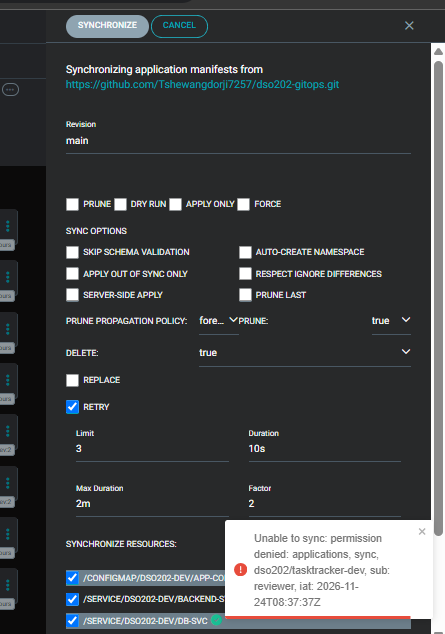 SYNCHRONIZE
CANCEL
Synchronizing application manifests from
https://github.com/Tshewangdorji7257/dso202-gitops.git
Revision
main
PRUNE
DRY RUN
APPLY ONLY
FORCE
SYNC OPTIONS
SKIP SCHEMA VALIDATION
AUTO-CREATE NAMESPACE
APPLY OUT OF SYNC ONLY
RESPECT IGNORE DIFFERENCES
SERVER-SIDE APPLY
PRUNE LAST
PRUNE PROPAGATION POLICY:
fore...
PRUNE:
true
DELETE:
true
REPLACE
RETRY
Limit
3
Duration
10s
Max Duration
2m
Factor
2
SYNCHRONIZE RESOURCES:
/CONFIGMAP/DSO202-DEV/APP-CO
/SERVICE/DSO202-DEV/BACKEND-S
/SERVICE/DSO202-DEV/DB-SVC
Unable to sync: permission
denied: applications, sync,
dso202/tasktracker-dev, sub:
reviewer, iat: 2026-11-
24T08:37:37Z